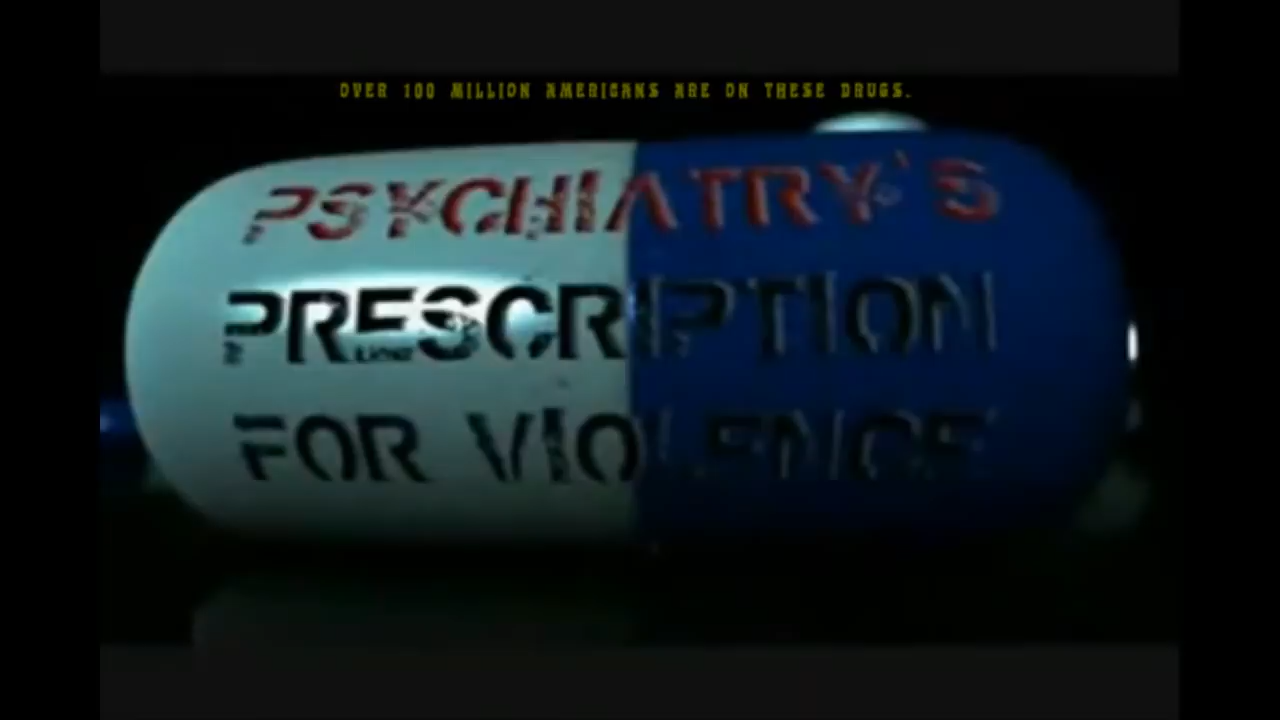 OVER 100 MILLION AMERICANS ARE ON THESE DRUGS.
PSYCHIATRY'S
PRESCRIPTION
FOR VIOLENCE